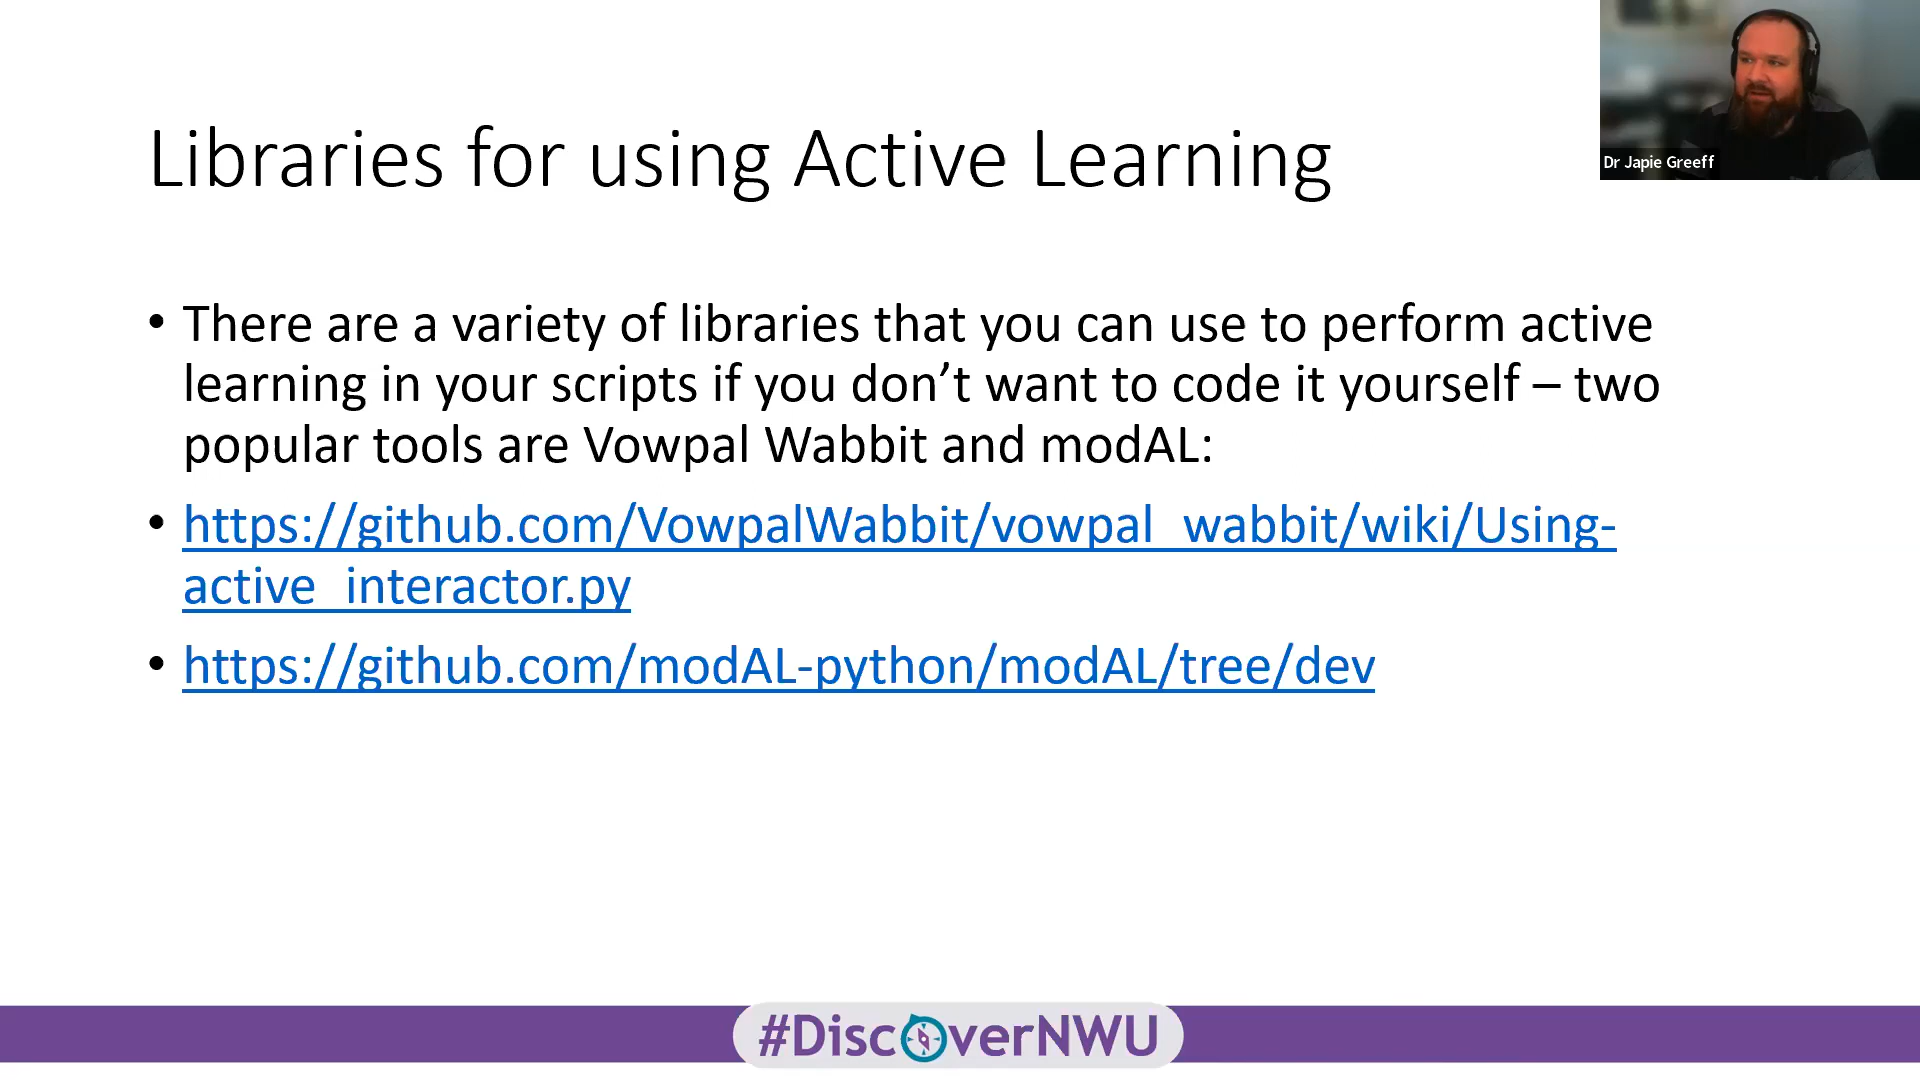 Dr Japie Greeff
Libraries for using Active Learning
• There are a variety of libraries that you can use to perform active
learning in your scripts if you don’t want to code it yourself – two
popular tools are Vowpal Wabbit and modAL:
• https://github.com/VowpalWabbit/vowpal_wabbit/wiki/Using-
active_interactor.py
• https://github.com/modAL-python/modAL/tree/dev
#DiscoverNWU